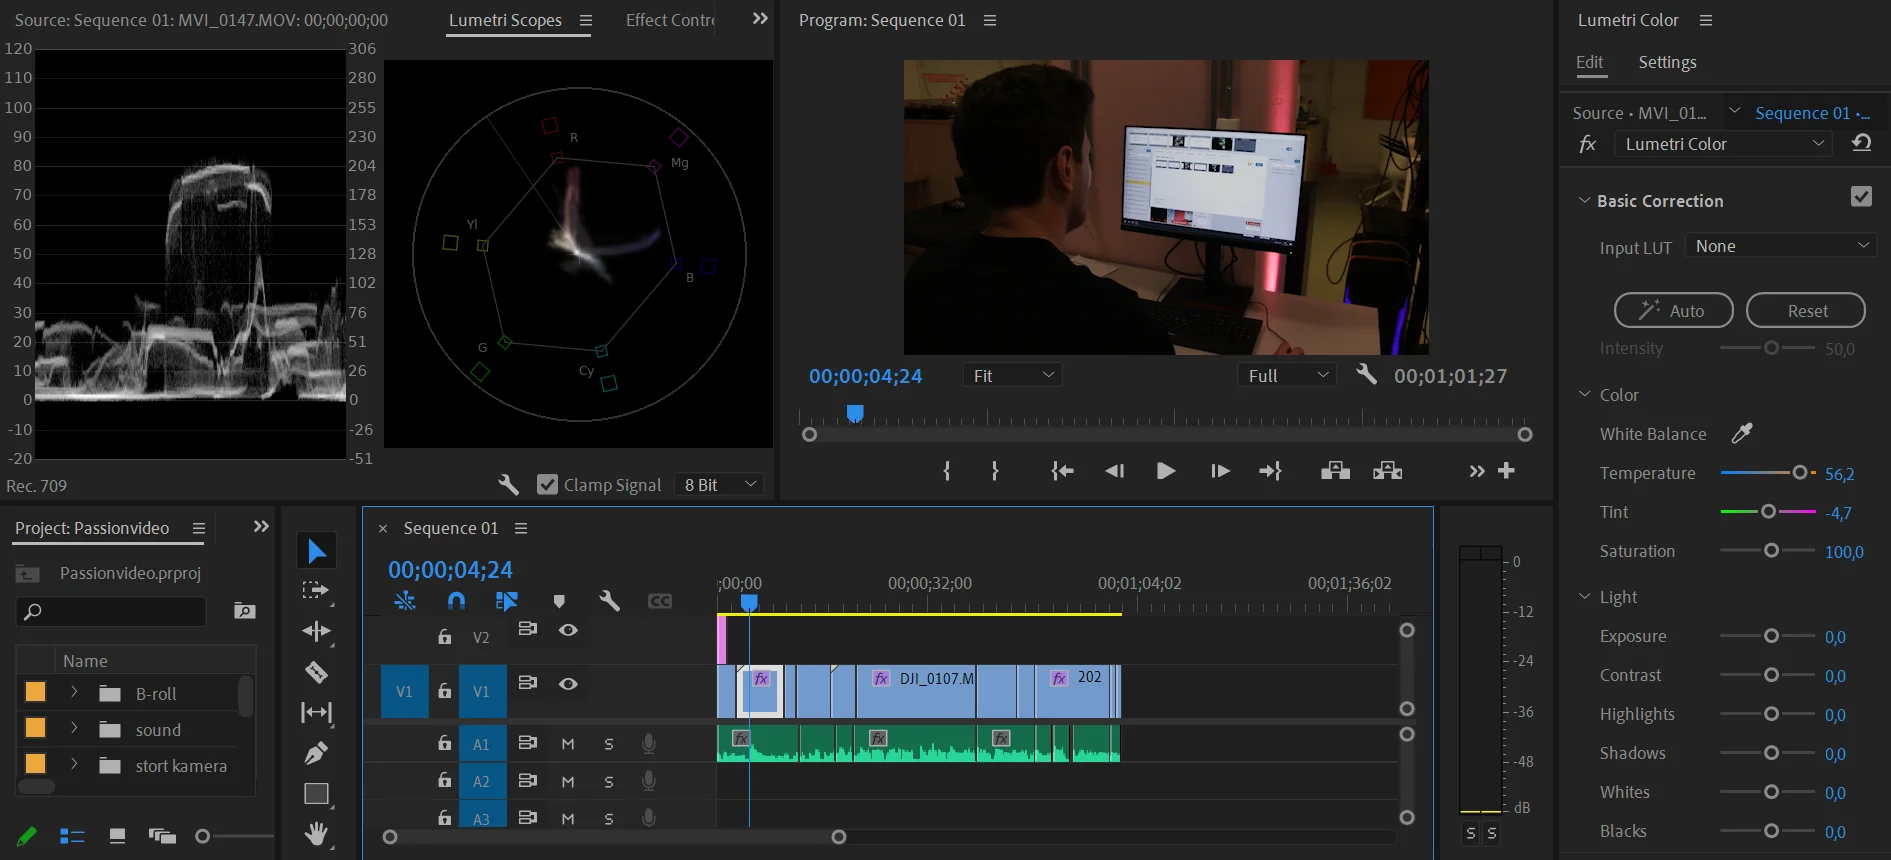 Source: Sequence 01: MVI_0147.MOV: 00;00;00;00
Lumetri Scopes
Effect Contro
120
110
100
90
80
70
60
50
40
30
20
10
0
-10
-20
306
280
255
230
204
178
153
128
102
76
51
26
0
-26
-51
R
Mg
Yl
B
G
Cy
Rec. 709
Clamp Signal
8 Bit
Program: Sequence 01
00;00;04;24
Fit
Full
00;01;01;27
Lumetri Color
Edit
Settings
Source • MVI_01...
Sequence 01 •...
fx
Lumetri Color
Basic Correction
Input LUT
None
Auto
Reset
Intensity
50,0
Color
White Balance
Temperature
56,2
Tint
-4,7
Saturation
100,0
Light
Exposure
0,0
Contrast
0,0
Highlights
0,0
Shadows
0,0
Whites
0,0
Blacks
0,0
Project: Passionvideo
Passionvideo.prproj
Name
B-roll
sound
stort kamera
× Sequence 01
00;00;04;24
CC
;00;00
00;00;32;00
00;01;04;02
00;01;36;02
V2
V1
V1
fx
fx DJI_0107.M
fx 202
A1
M
S
fx
fx
fx
A2
M
S
A3
M
S
0
-12
-24
-36
-48
dB
S S